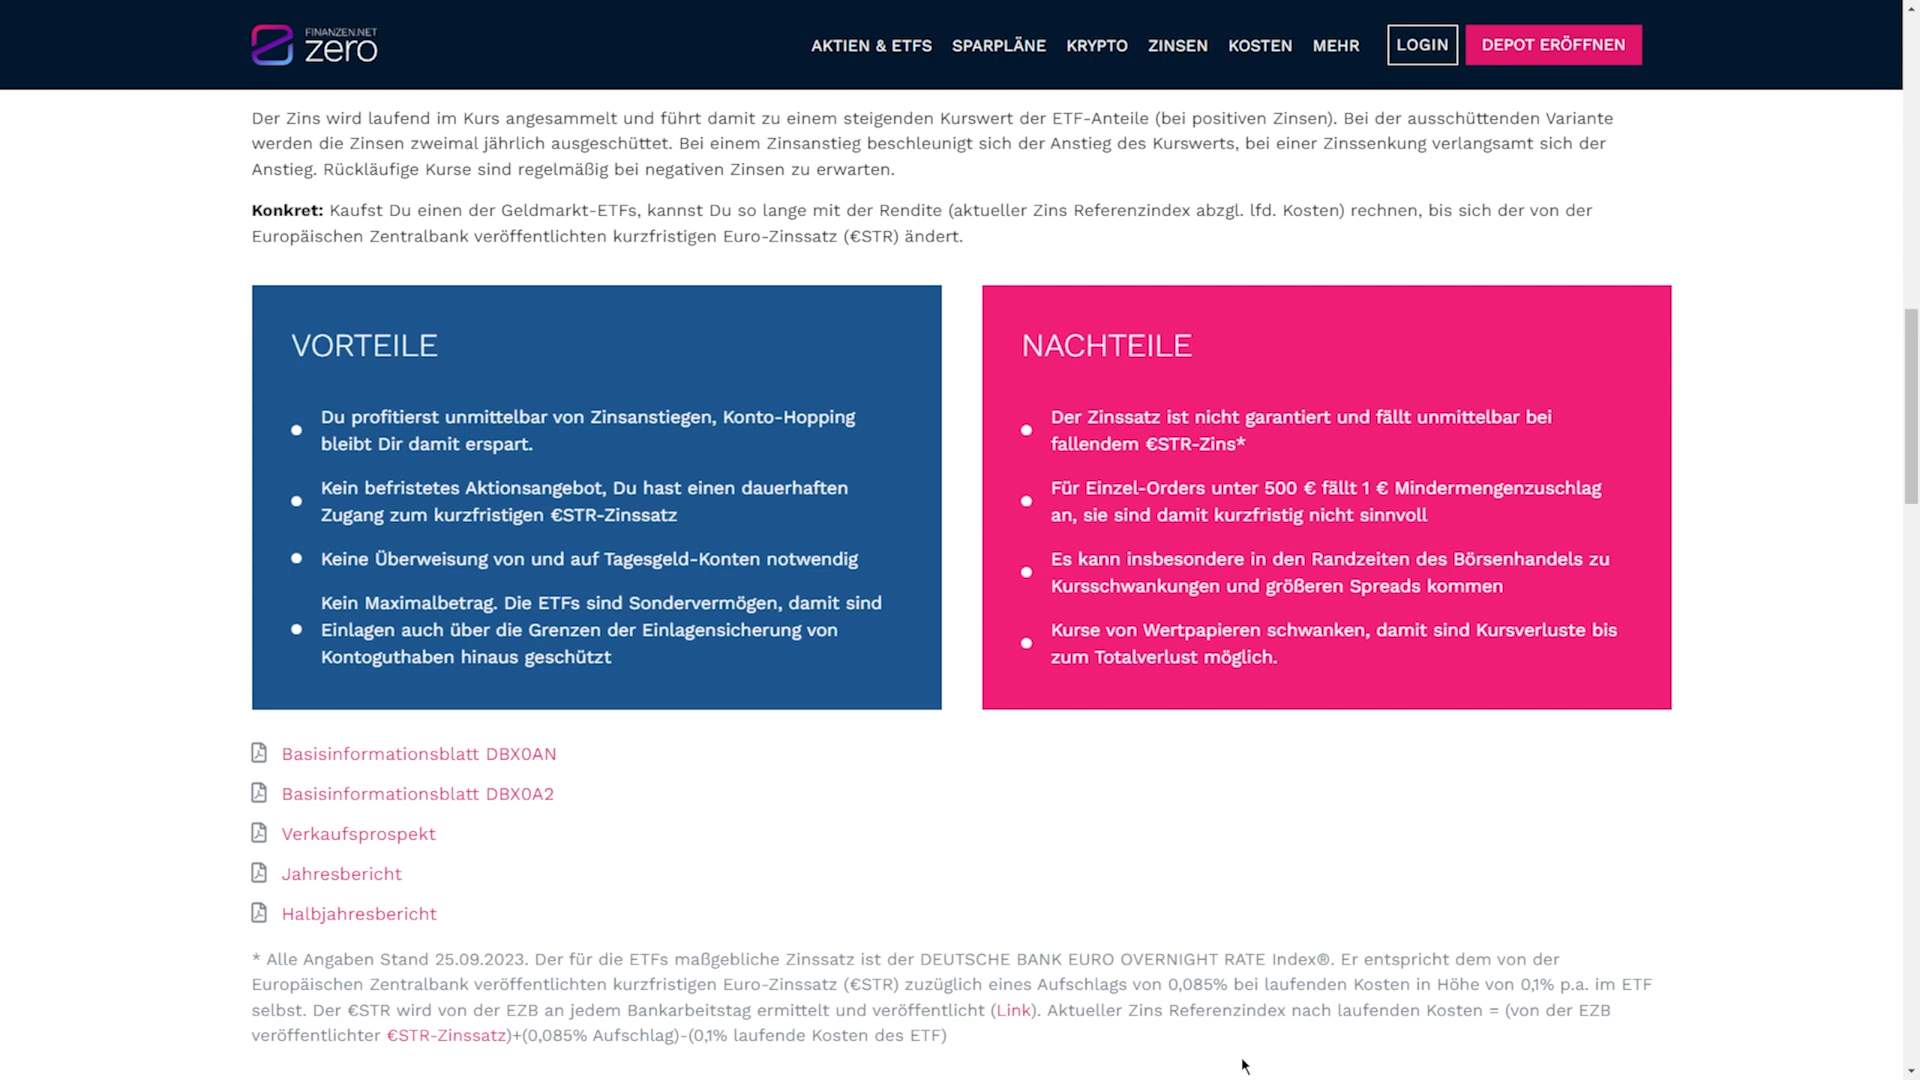 FINANZEN.NET
zero
AKTIEN & ETFS SPARPLÄNE KRYPTO ZINSEN KOSTEN MEHR LOGIN DEPOT ERÖFFNEN
Der Zins wird laufend im Kurs angesammelt und führt damit zu einem steigenden Kurswert der ETF-Anteile (bei positiven Zinsen). Bei der ausschüttenden Variante
werden die Zinsen zweimal jährlich ausgeschüttet. Bei einem Zinsanstieg beschleunigt sich der Anstieg des Kurswerts, bei einer Zinssenkung verlangsamt sich der
Anstieg. Rückläufige Kurse sind regelmäßig bei negativen Zinsen zu erwarten.
Konkret: Kaufst Du einen der Geldmarkt-ETFs, kannst Du so lange mit der Rendite (aktueller Zins Referenzindex abzgl. lfd. Kosten) rechnen, bis sich der von der
Europäischen Zentralbank veröffentlichten kurzfristigen Euro-Zinssatz (€STR) ändert.
VORTEILE
Du profitierst unmittelbar von Zinsanstiegen, Konto-Hopping
bleibt Dir damit erspart.
Kein befristetes Aktionsangebot, Du hast einen dauerhaften
Zugang zum kurzfristigen €STR-Zinssatz
Keine Überweisung von und auf Tagesgeld-Konten notwendig
Kein Maximalbetrag. Die ETFs sind Sondervermögen, damit sind
Einlagen auch über die Grenzen der Einlagensicherung von
Kontoguthaben hinaus geschützt
NACHTEILE
Der Zinssatz ist nicht garantiert und fällt unmittelbar bei
fallendem €STR-Zins*
Für Einzel-Orders unter 500 € fällt 1 € Mindermengenzuschlag
an, sie sind damit kurzfristig nicht sinnvoll
Es kann insbesondere in den Randzeiten des Börsenhandels zu
Kursschwankungen und größeren Spreads kommen
Kurse von Wertpapieren schwanken, damit sind Kursverluste bis
zum Totalverlust möglich.
Basisinformationsblatt DBX0AN
Basisinformationsblatt DBX0A2
Verkaufsprospekt
Jahresbericht
Halbjahresbericht
* Alle Angaben Stand 25.09.2023. Der für die ETFs maßgebliche Zinssatz ist der DEUTSCHE BANK EURO OVERNIGHT RATE Index®. Er entspricht dem von der
Europäischen Zentralbank veröffentlichten kurzfristigen Euro-Zinssatz (€STR) zuzüglich eines Aufschlags von 0,085% bei laufenden Kosten in Höhe von 0,1% p.a. im ETF
selbst. Der €STR wird von der EZB an jedem Bankarbeitstag ermittelt und veröffentlicht (Link). Aktueller Zins Referenzindex nach laufenden Kosten = (von der EZB
veröffentlichter €STR-Zinssatz)+(0,085% Aufschlag)-(0,1% laufende Kosten des ETF)